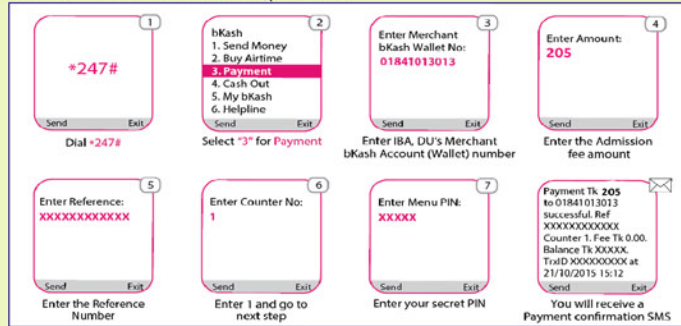 1
*247#
Send Exit
Dial *247#
2
bKash
1. Send Money
2. Buy Airtime
3. Payment
4. Cash Out
5. My bKash
6. Helpline
Send Exit
Select "3" for Payment
3
Enter Merchant
bKash Wallet No:
01841013013
Send Exit
Enter IBA, DU's Merchant
bKash Account (Wallet) number
4
Enter Amount:
205
Send Exit
Enter the Admission
fee amount
5
Enter Reference:
XXXXXXXXXXXX
Send Exit
Enter the Reference
Number
6
Enter Counter No:
1
Send Exit
Enter 1 and go to
next step
7
Enter Menu PIN:
XXXXX
Send Exit
Enter your secret PIN
Payment Tk 205
to 01841013013
successful. Ref
XXXXXXXXXXXX
Counter 1. Fee Tk 0.00.
Balance Tk XXXXX.
TrxID XXXXXXXXX at
21/10/2015 15:12
Send Exit
You will receive a
Payment confirmation SMS